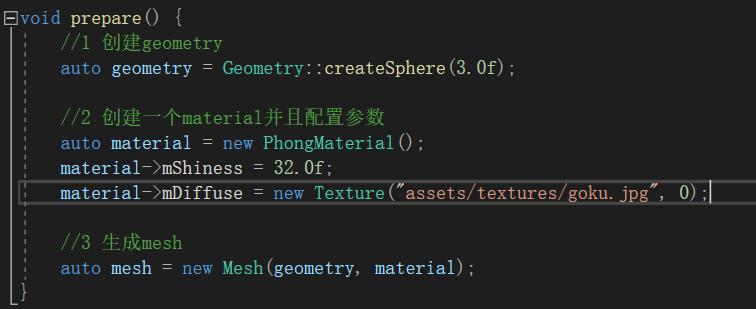 void prepare() {
//1 创建geometry
auto geometry = Geometry::createSphere(3.0f);
//2 创建一个material并且配置参数
auto material = new PhongMaterial();
material->mShiness = 32.0f;
material->mDiffuse = new Texture("assets/textures/goku.jpg", 0);
//3 生成mesh
auto mesh = new Mesh(geometry, material);
}